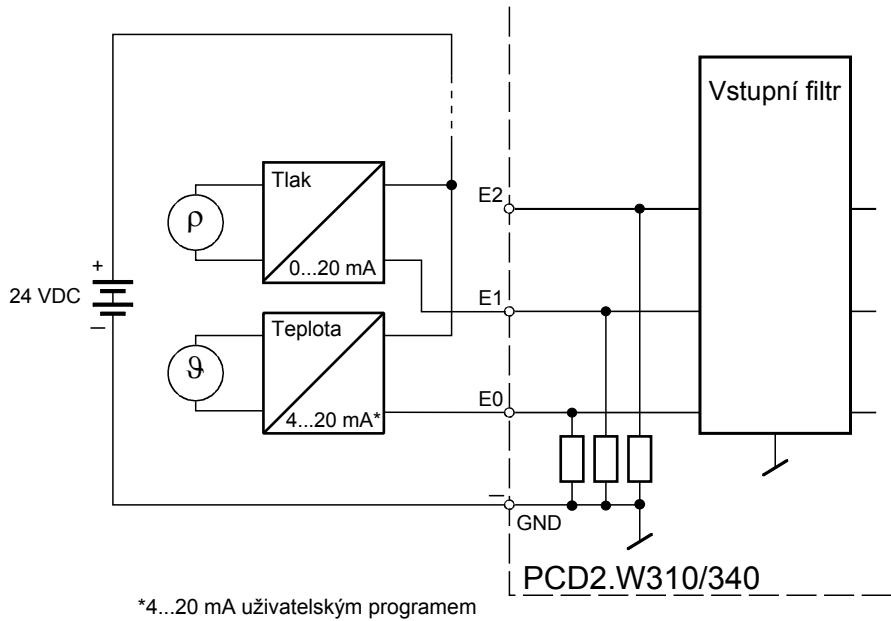 Vstupní filtr
Tlak
E2
ρ
0...20 mA
+
24 VDC
–
E1
Teplota
ϑ
4...20 mA*
E0
–
GND
PCD2.W310/340
*4...20 mA uživatelským programem